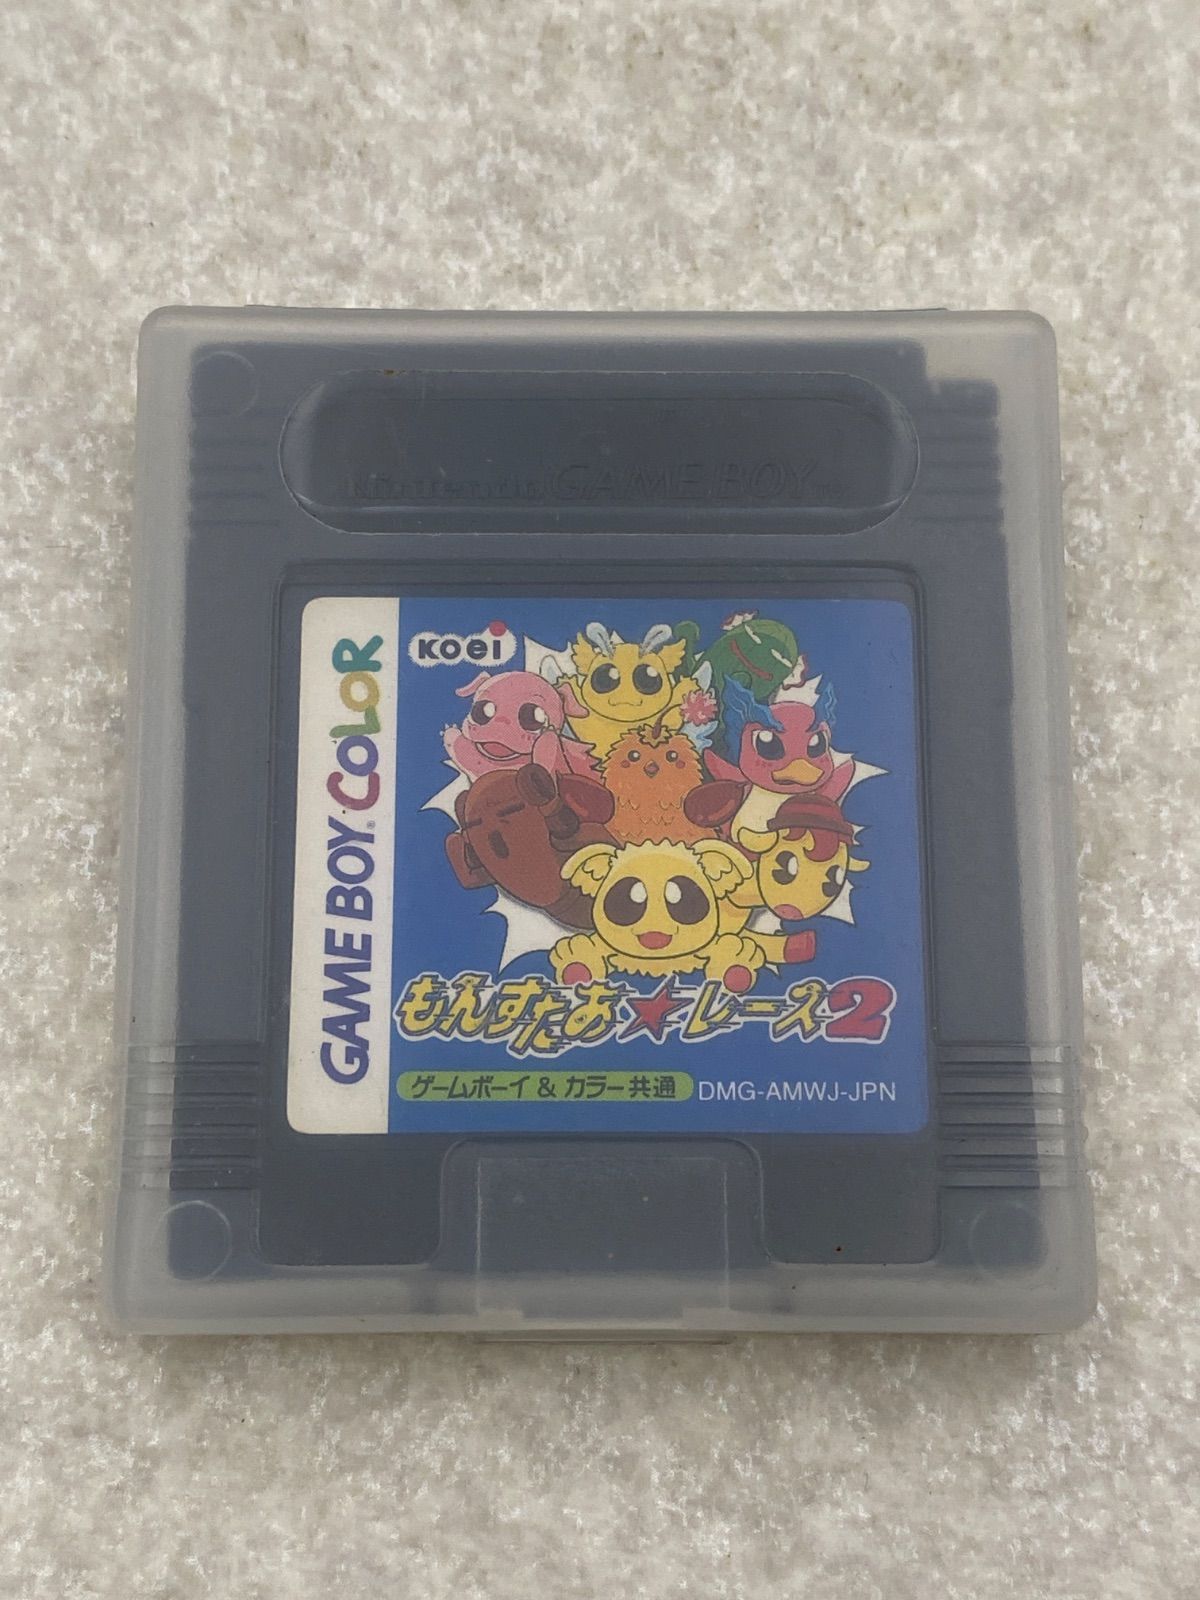 Nintendo GAME BOY TM
GAME BOY® COLOR
KOEI
もんすたあ★レース2
ゲームボーイ & カラー共通
DMG-AMWJ-JPN